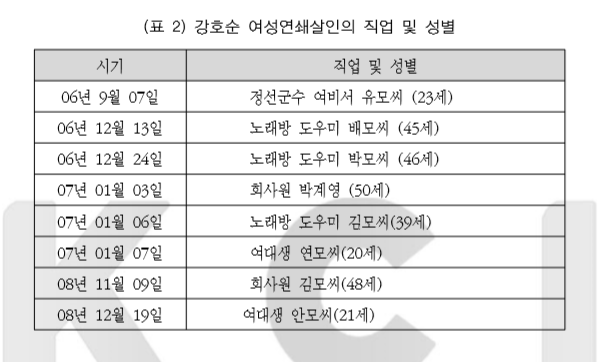 (표 2) 강호순 여성연쇄살인의 직업 및 성별
시기 직업 및 성별
06년 9월 07일 정선군수 여비서 유모씨 (23세)
06년 12월 13일 노래방 도우미 배모씨 (45세)
06년 12월 24일 노래방 도우미 박모씨 (46세)
07년 01월 03일 회사원 박계영 (50세)
07년 01월 06일 노래방 도우미 김모씨(39세)
07년 01월 07일 여대생 연모씨(20세)
08년 11월 09일 회사원 김모씨(48세)
08년 12월 19일 여대생 안모씨(21세)
KCI